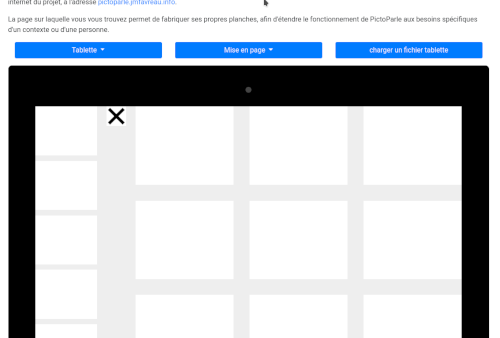 internet du projet, à l'adresse pictoparle.jmfavreau.info.
La page sur laquelle vous vous trouvez permet de fabriquer ses propres planches, afin d'étendre le fonctionnement de PictoParle aux besoins spécifiques
d'un contexte ou d'une personne.
Tablette
Mise en page
charger un fichier tablette